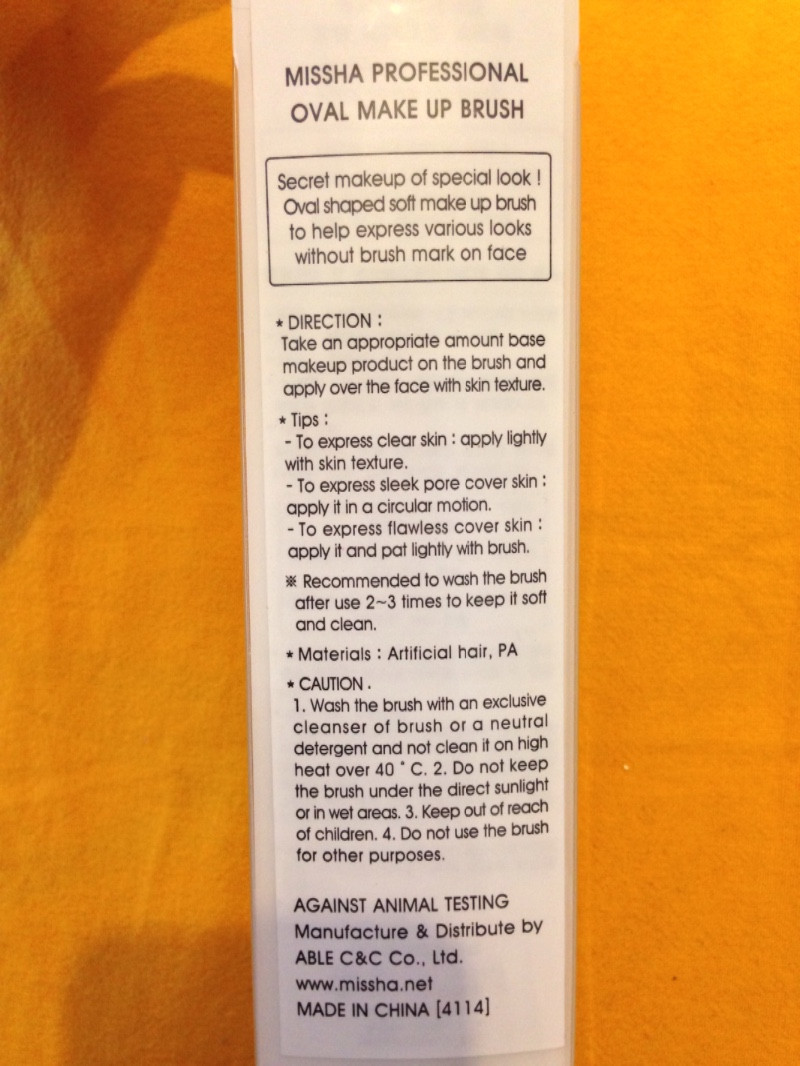 MISSHA PROFESSIONAL
OVAL MAKE UP BRUSH
Secret makeup of special look !
Oval shaped soft make up brush
to help express various looks
without brush mark on face
* DIRECTION :
Take an appropriate amount base
makeup product on the brush and
apply over the face with skin texture.
* Tips :
- To express clear skin : apply lightly
with skin texture.
- To express sleek pore cover skin :
apply it in a circular motion.
- To express flawless cover skin :
apply it and pat lightly with brush.
※ Recommended to wash the brush
after use 2~3 times to keep it soft
and clean.
* Materials : Artificial hair, PA
* CAUTION .
1. Wash the brush with an exclusive
cleanser of brush or a neutral
detergent and not clean it on high
heat over 40 ° C. 2. Do not keep
the brush under the direct sunlight
or in wet areas. 3. Keep out of reach
of children. 4. Do not use the brush
for other purposes.
AGAINST ANIMAL TESTING
Manufacture & Distribute by
ABLE C&C Co., Ltd.
www.missha.net
MADE IN CHINA [4114]